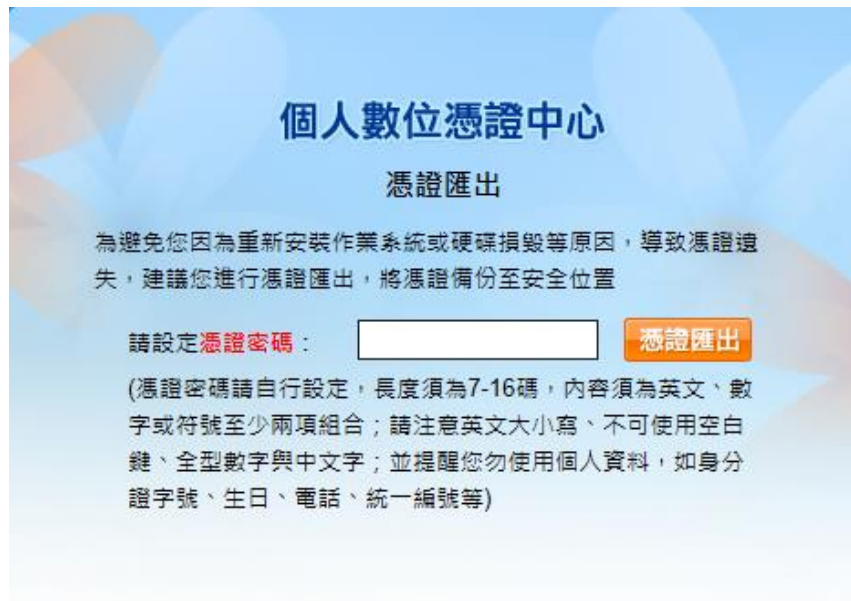 個人數位憑證中心
憑證匯出
為避免您因為重新安裝作業系統或硬碟損毀等原因，導致憑證遺
失，建議您進行憑證匯出，將憑證備份至安全位置
請設定憑證密碼： 憑證匯出
(憑證密碼請自行設定，長度須為7-16碼，內容須為英文、數
字或符號至少兩項組合；請注意英文大小寫、不可使用空白
鍵、全型數字與中文字；並提醒您勿使用個人資料，如身分
證字號、生日、電話、統一編號等)